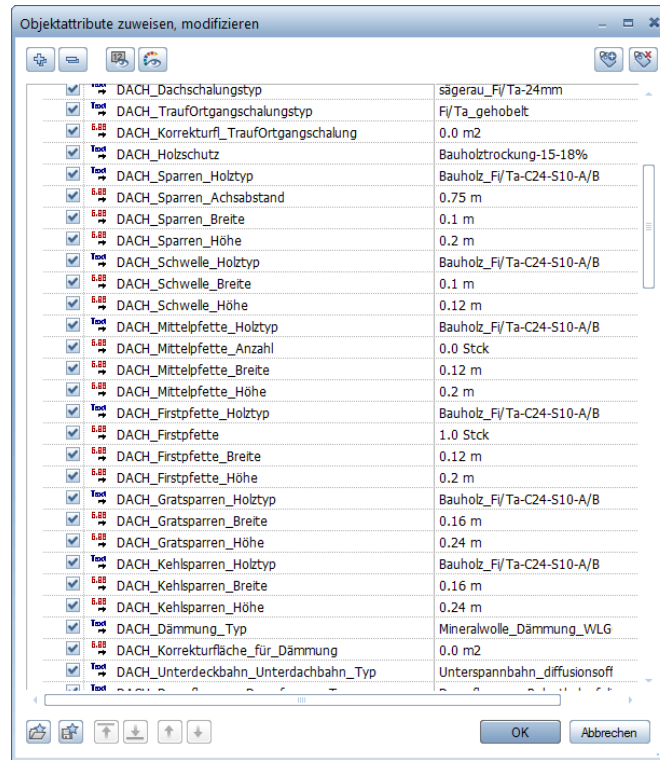 Objektattribute zuweisen, modifizieren
DACH_Dachschalungstyp sägerau_Fi/Ta-24mm
DACH_TraufOrtgangschalungstyp Fi/Ta_gehobelt
DACH_Korrekturfl_TraufOrtgangschalung 0.0 m2
DACH_Holzschutz Bauholztrockung-15-18%
DACH_Sparren_Holztyp Bauholz_Fi/Ta-C24-S10-A/B
DACH_Sparren_Achsabstand 0.75 m
DACH_Sparren_Breite 0.1 m
DACH_Sparren_Höhe 0.2 m
DACH_Schwelle_Holztyp Bauholz_Fi/Ta-C24-S10-A/B
DACH_Schwelle_Breite 0.1 m
DACH_Schwelle_Höhe 0.12 m
DACH_Mittelpfette_Holztyp Bauholz_Fi/Ta-C24-S10-A/B
DACH_Mittelpfette_Anzahl 0.0 Stck
DACH_Mittelpfette_Breite 0.12 m
DACH_Mittelpfette_Höhe 0.2 m
DACH_Firstpfette_Holztyp Bauholz_Fi/Ta-C24-S10-A/B
DACH_Firstpfette 1.0 Stck
DACH_Firstpfette_Breite 0.12 m
DACH_Firstpfette_Höhe 0.2 m
DACH_Gratsparren_Holztyp Bauholz_Fi/Ta-C24-S10-A/B
DACH_Gratsparren_Breite 0.16 m
DACH_Gratsparren_Höhe 0.24 m
DACH_Kehlsparren_Holztyp Bauholz_Fi/Ta-C24-S10-A/B
DACH_Kehlsparren_Breite 0.16 m
DACH_Kehlsparren_Höhe 0.24 m
DACH_Dämmung_Typ Mineralwolle_Dämmung_WLG
DACH_Korrekturfläche_für_Dämmung 0.0 m2
DACH_Unterdeckbahn_Unterdachbahn_Typ Unterspannbahn_diffusionsoff
OK Abbrechen